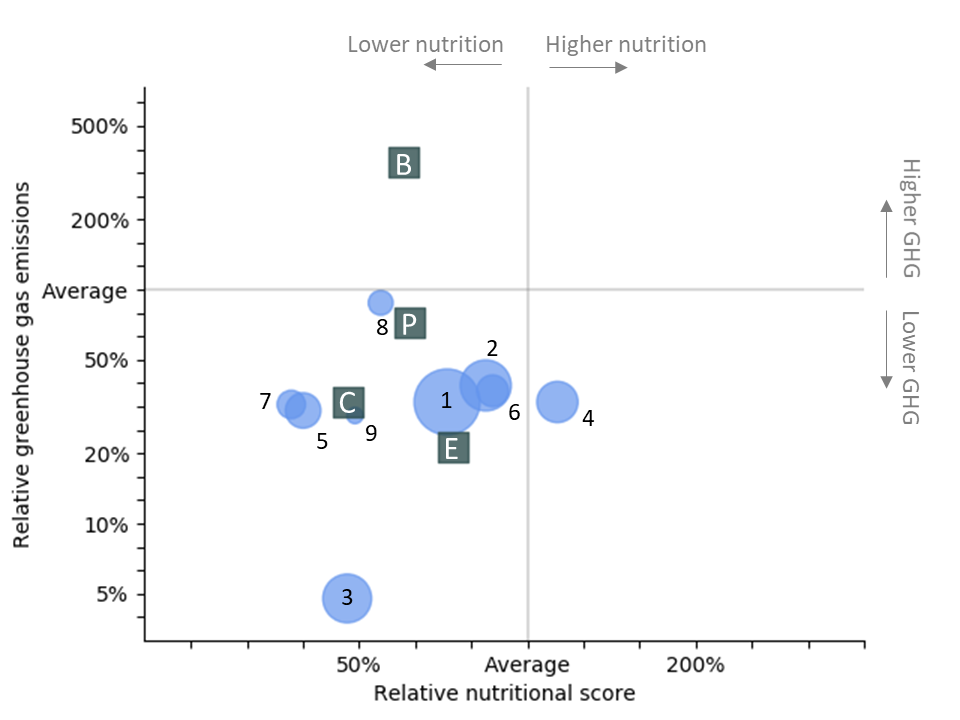 Lower nutrition
Higher nutrition
500%
200%
Average
50%
20%
10%
5%
Relative greenhouse gas emissions
Higher GHG
Lower GHG
B
8
P
2
1
6
4
7
5
C
9
E
3
50%
Average
200%
Relative nutritional score